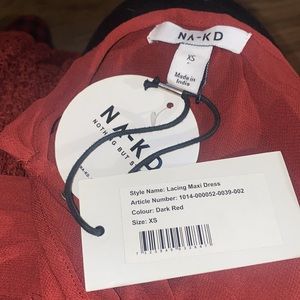 NA-KD
XS
Made in
India
NA-KD
NOTHING BUT
Style Name: Lacing Maxi Dress
Article Number: 1014-000052-0039-002
Colour: Dark Red
Size: XS